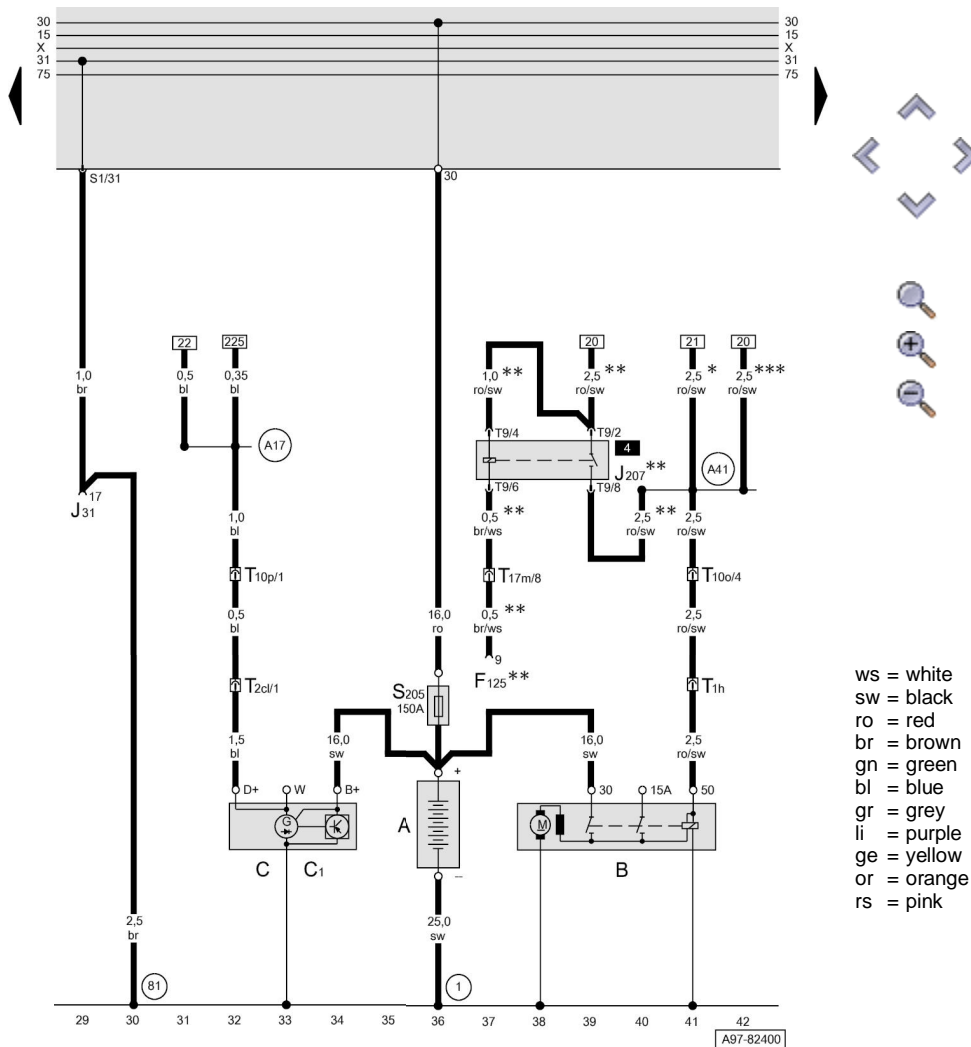 30 30
15 15
X X
31 31
75 75
S1/31 30
22 225 20 21 20
1,0 br
0,5 bl
0,35 bl
1,0 ** ro/sw
2,5 ** ro/sw
2,5 * ro/sw
2,5 *** ro/sw
A17
T9/4 T9/2
4
J207 **
A41
T9/6 T9/8
17
J31
1,0 bl
0,5 ** br/ws
2,5 ** ro/sw
2,5 ro/sw
T10p/1 T17m/8 T10o/4
0,5 bl
16,0 ro
0,5 ** br/ws
2,5 ro/sw
9
F125 **
T2cl/1 S205 150A T1h
1,5 bl
16,0 sw
16,0 sw
2,5 ro/sw
D+ W B+ + 30 15A 50
G A M
C C1 – B
2,5 br
25,0 sw
81 1
29 30 31 32 33 34 35 36 37 38 39 40 41 42
A97-82400
ws = white
sw = black
ro = red
br = brown
gn = green
bl = blue
gr = grey
li = purple
ge = yellow
or = orange
rs = pink